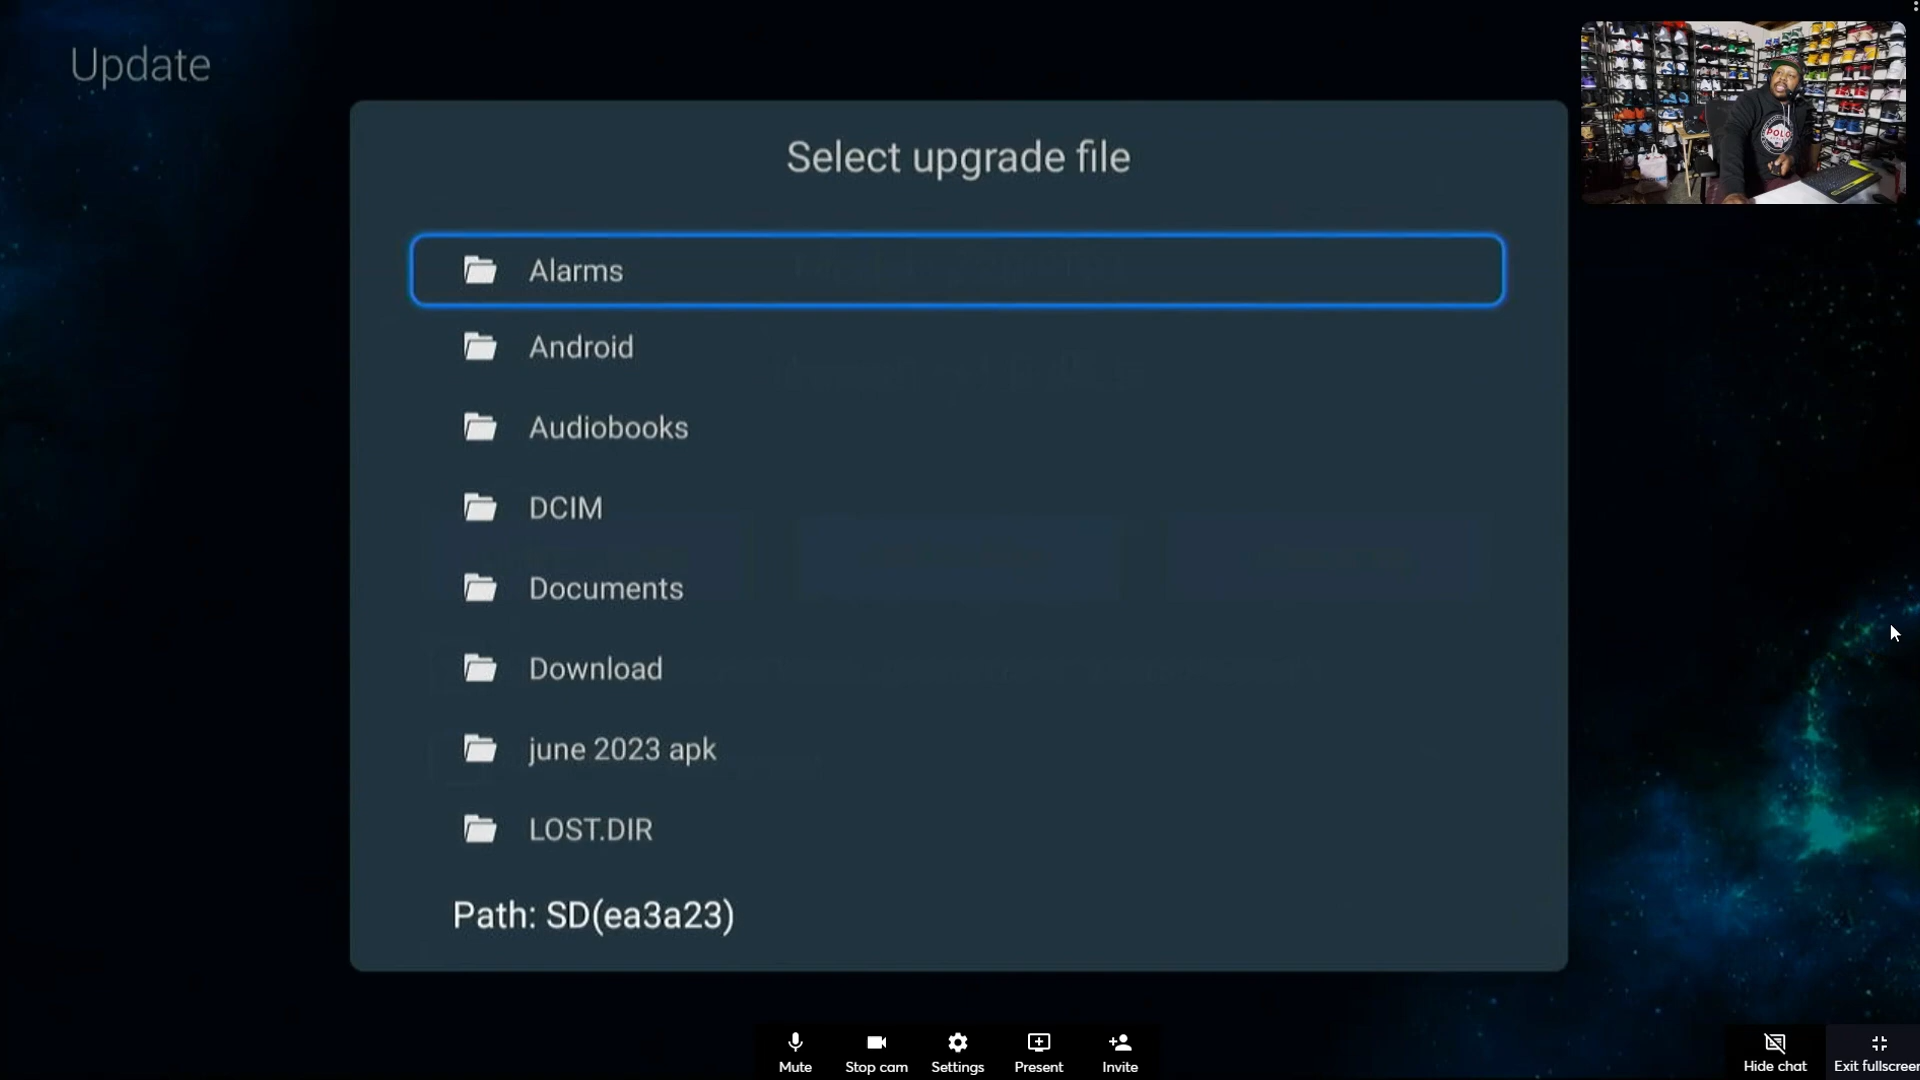 Update
Select upgrade file
Alarms
Android
Audiobooks
DCIM
Documents
Download
june 2023 apk
LOST.DIR
Path: SD(ea3a23)
POLO
Mute
Stop cam
Settings
Present
Invite
Hide chat
Exit fullscreen